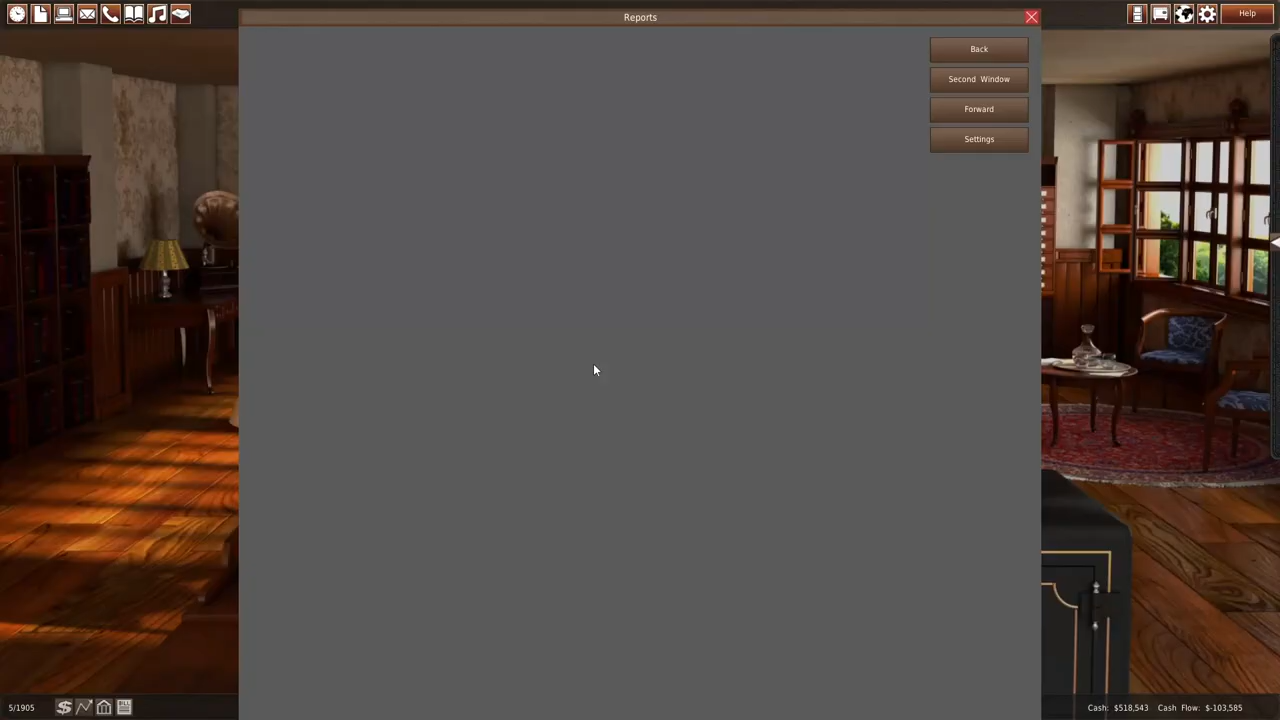 Reports
Help
Back
Second Window
Forward
Settings
5/1905
Cash: $518,543 Cash Flow: $-103,585